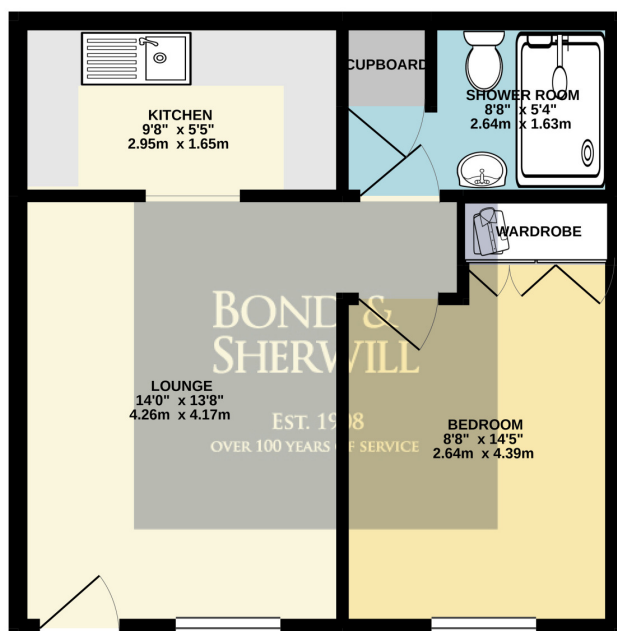 KITCHEN
9'8" x 5'5"
2.95m x 1.65m
CUPBOARD
SHOWER ROOM
8'8" x 5'4"
2.64m x 1.63m
WARDROBE
BOND &
SHERWILL
LOUNGE
14'0" x 13'8"
4.26m x 4.17m
EST. 1908
OVER 100 YEARS OF SERVICE
BEDROOM
8'8" x 14'5"
2.64m x 4.39m